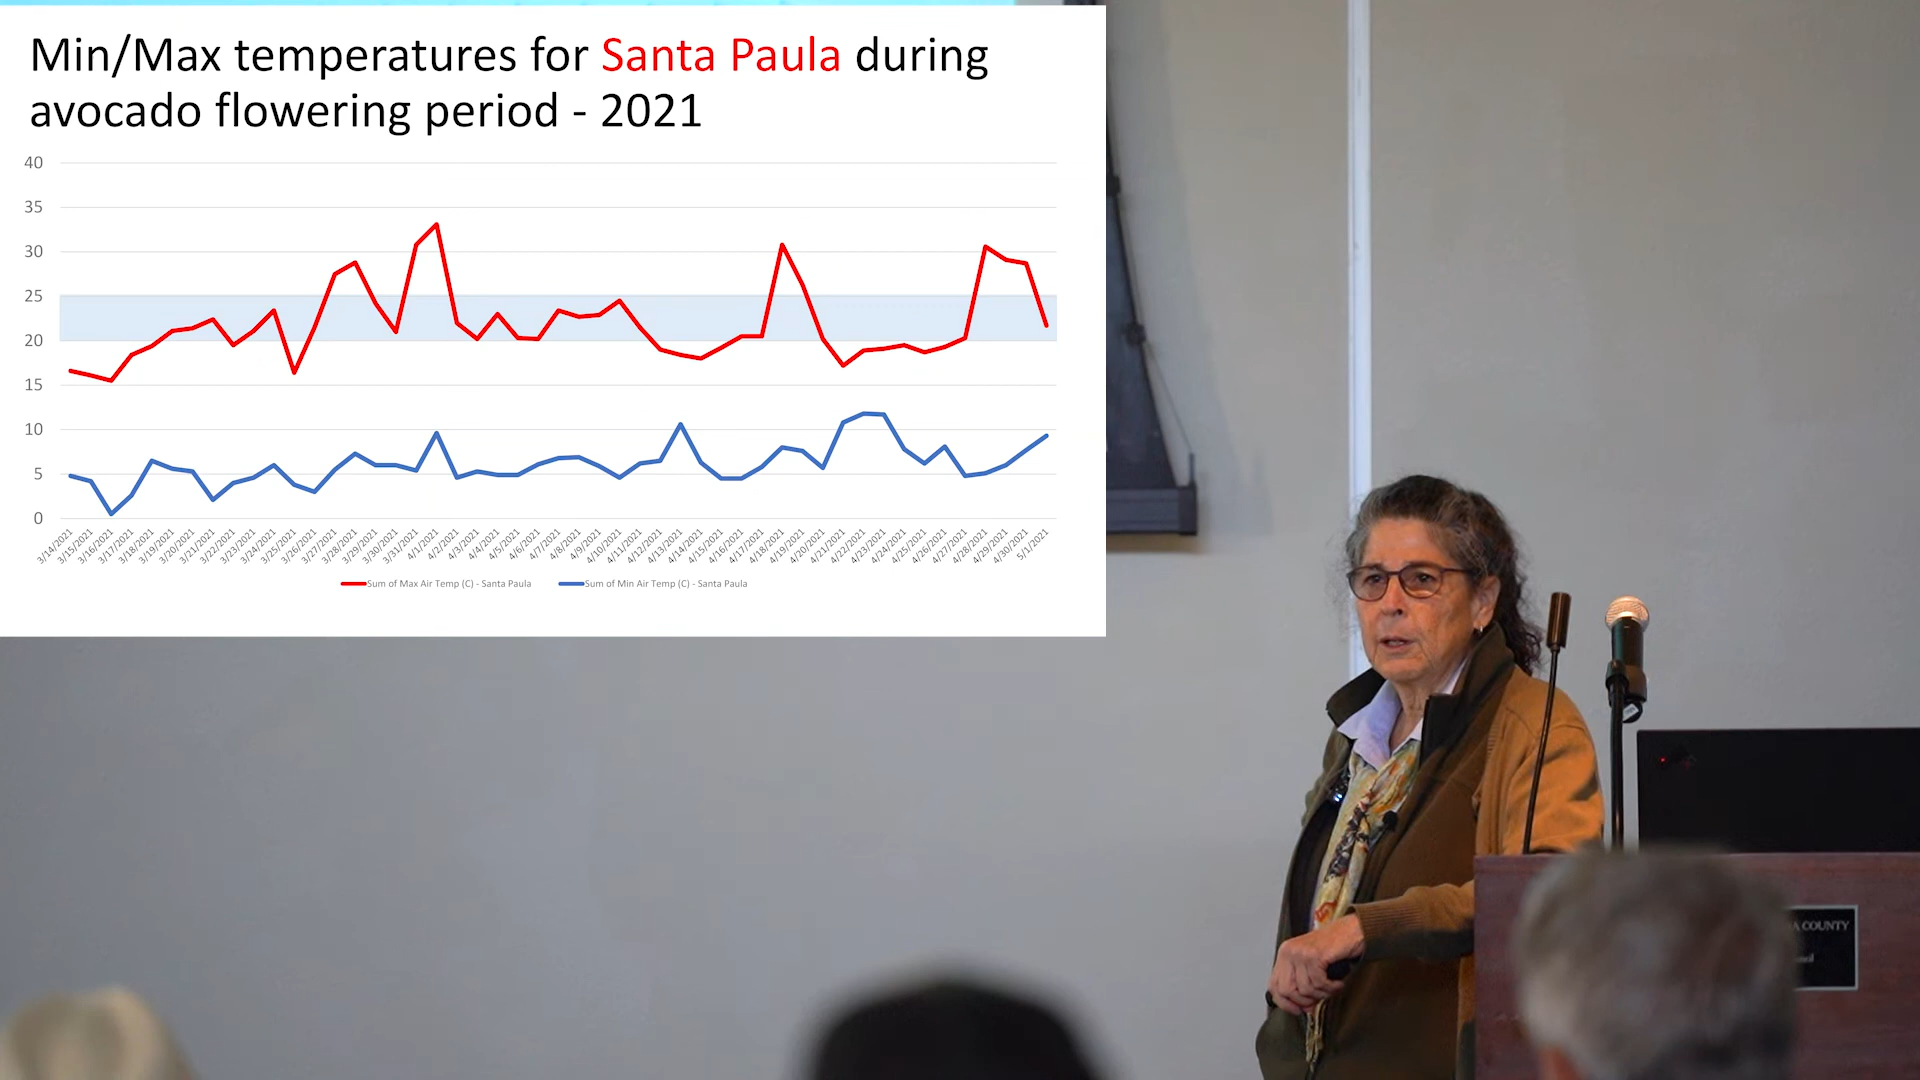 Min/Max temperatures for Santa Paula during
avocado flowering period - 2021
40
35
30
25
20
15
10
5
0
3/14/2021 3/15/2021 3/16/2021 3/17/2021 3/18/2021 3/19/2021 3/20/2021 3/21/2021 3/22/2021 3/23/2021 3/24/2021 3/25/2021 3/26/2021 3/27/2021 3/28/2021 3/29/2021 3/30/2021 3/31/2021 4/1/2021 4/2/2021 4/3/2021 4/4/2021 4/5/2021 4/6/2021 4/7/2021 4/8/2021 4/9/2021 4/10/2021 4/11/2021 4/12/2021 4/13/2021 4/14/2021 4/15/2021 4/16/2021 4/17/2021 4/18/2021 4/19/2021 4/20/2021 4/21/2021 4/22/2021 4/23/2021 4/24/2021 4/25/2021 4/26/2021 4/27/2021 4/28/2021 4/29/2021 4/30/2021 5/1/2021
Sum of Max Air Temp (C) - Santa Paula Sum of Min Air Temp (C) - Santa Paula
COUNTY